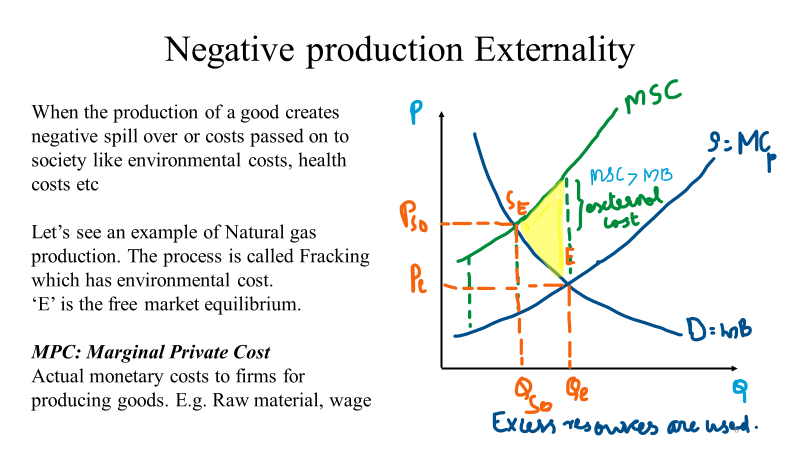 Negative production Externality
When the production of a good creates
negative spill over or costs passed on to
society like environmental costs, health
costs etc
Let’s see an example of Natural gas
production. The process is called Fracking
which has environmental cost.
‘E’ is the free market equilibrium.
MPC: Marginal Private Cost
Actual monetary costs to firms for
producing goods. E.g. Raw material, wage
P
MSC
S=MCp
MSC>MB
SE
external
cost
Pso
E
Pe
D=MB
Qso
Qe
Q
Excess resources are used.